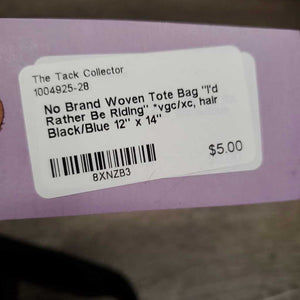 The Tack Collector
1004925-28
No Brand Woven Tote Bag "I'd
Rather Be Riding" *vgc/xc, hair
Black/Blue 12" x 14"
$5.00
8XNZB3